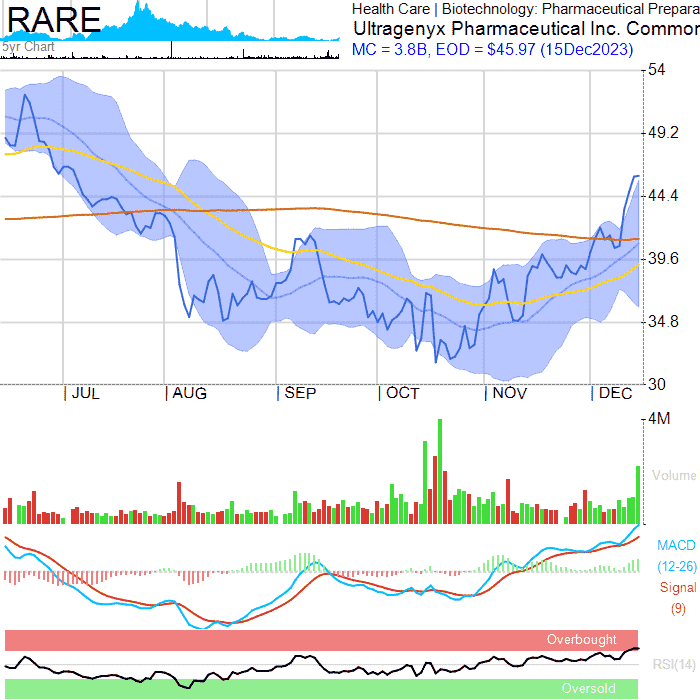 RARE
Health Care | Biotechnology: Pharmaceutical Prepara
Ultragenyx Pharmaceutical Inc. Common
MC = 3.8B, EOD = $45.97 (15Dec2023)
5yr Chart
54
49.2
44.4
39.6
34.8
30
JUL
AUG
SEP
OCT
NOV
DEC
4M
Volume
MACD
(12-26)
Signal
(9)
Overbought
RSI(14)
Oversold